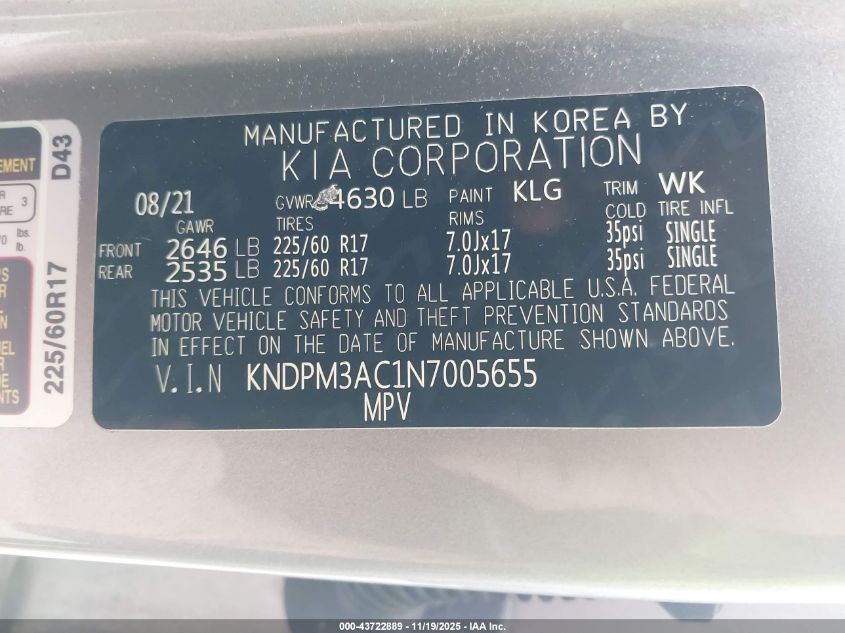 MANUFACTURED IN KOREA BY
KIA CORPORATION
08/21 GVWR 4630 LB PAINT KLG TRIM WK
GAWR TIRES RIMS COLD TIRE INFL
FRONT 2646 LB 225/60 R17 7.0Jx17 35psi SINGLE
REAR 2535 LB 225/60 R17 7.0Jx17 35psi SINGLE
THIS VEHICLE CONFORMS TO ALL APPLICABLE U.S.A. FEDERAL
MOTOR VEHICLE SAFETY AND THEFT PREVENTION STANDARDS
IN EFFECT ON THE DATE OF MANUFACTURE SHOWN ABOVE.
V.I.N KNDPM3AC1N7005655
MPV
D43
225/60R17
3
lbs.
lb.
000-43722889 - 11/19/2025 - IAA Inc.